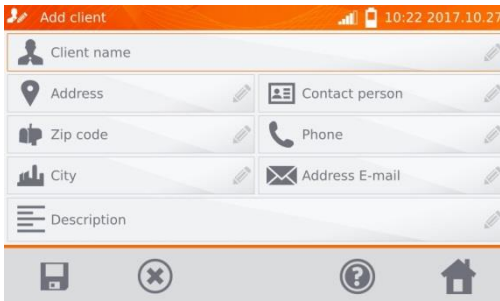 Add client 10:22 2017.10.27
Client name
Address Contact person
Zip code Phone
City Address E-mail
Description